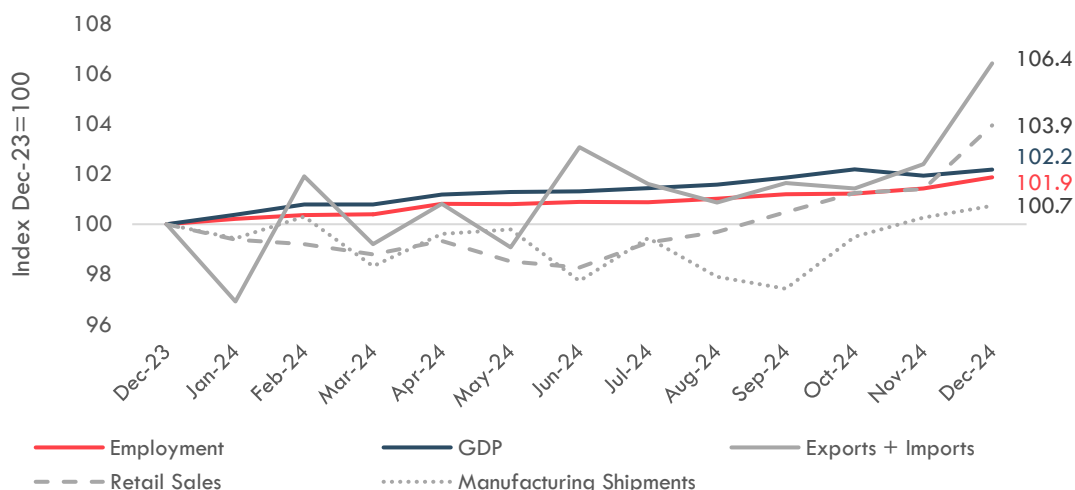 Index Dec-23=100
108
106
104
102
100
98
96
106.4
103.9
102.2
101.9
100.7
Dec-23
Jan-24
Feb-24
Mar-24
Apr-24
May-24
Jun-24
Jul-24
Aug-24
Sep-24
Oct-24
Nov-24
Dec-24
Employment
GDP
Exports + Imports
Retail Sales
Manufacturing Shipments